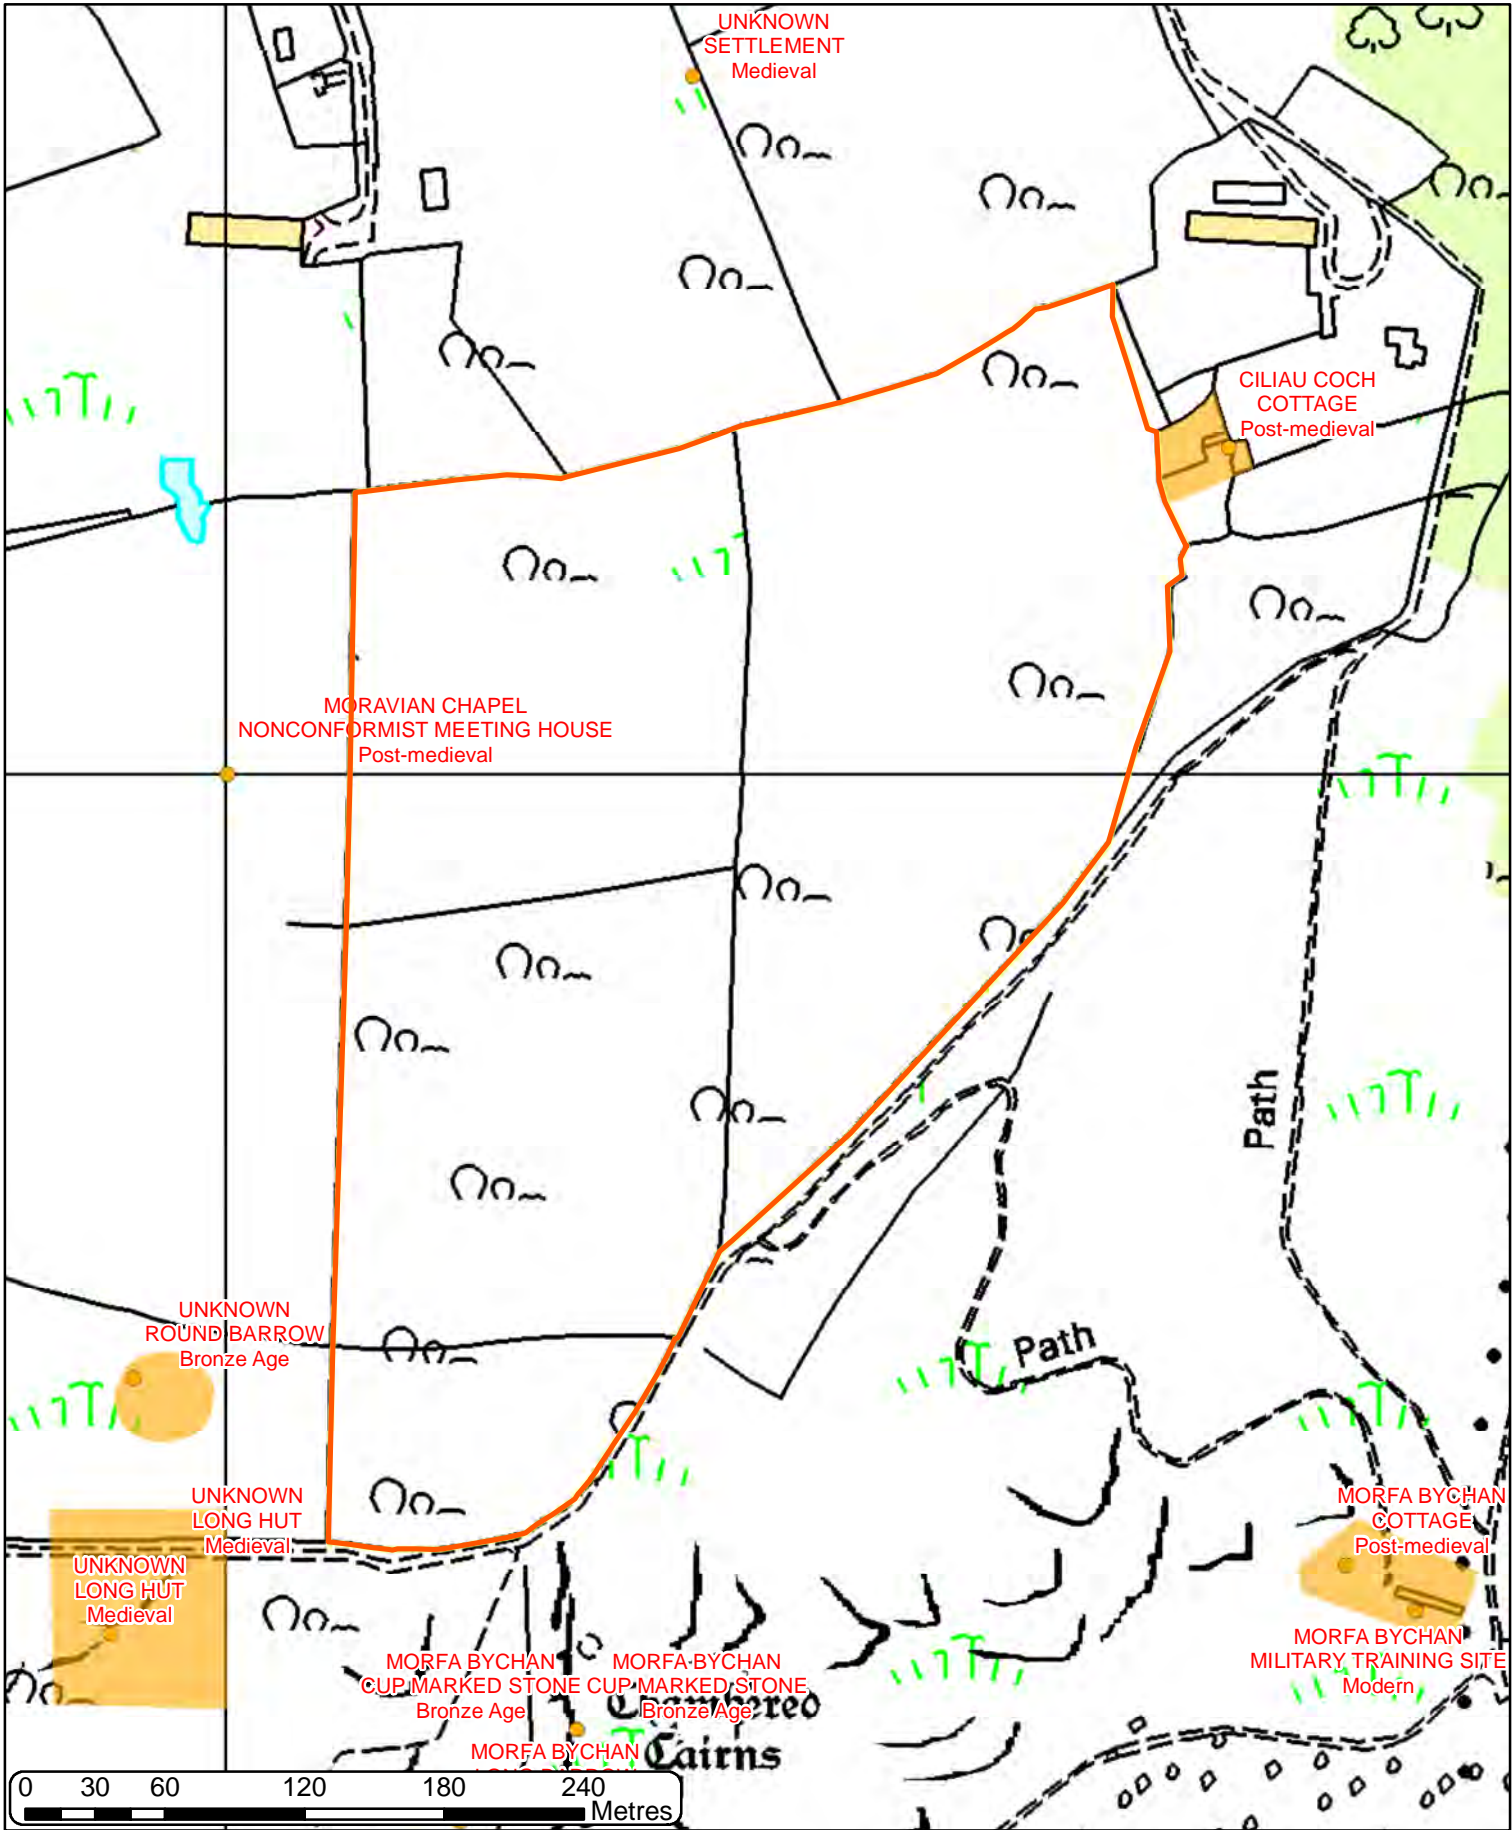 UNKNOWN
SETTLEMENT
Medieval
CILIAU COCH
COTTAGE
Post-medieval
MORAVIAN CHAPEL
NONCONFORMIST MEETING HOUSE
Post-medieval
Path
UNKNOWN
ROUND BARROW
Bronze Age
Path
UNKNOWN
LONG HUT
Medieval
UNKNOWN
LONG HUT
Medieval
MORFA BYCHAN
COTTAGE
Post-medieval
MORFA BYCHAN
MILITARY TRAINING SITE
Modern
MORFA BYCHAN
CUP MARKED STONE
Bronze Age
MORFA BYCHAN
CUP MARKED STONE
Bronze Age
Chambered
Cairns
MORFA BYCHAN
0 30 60 120 180 240
Metres